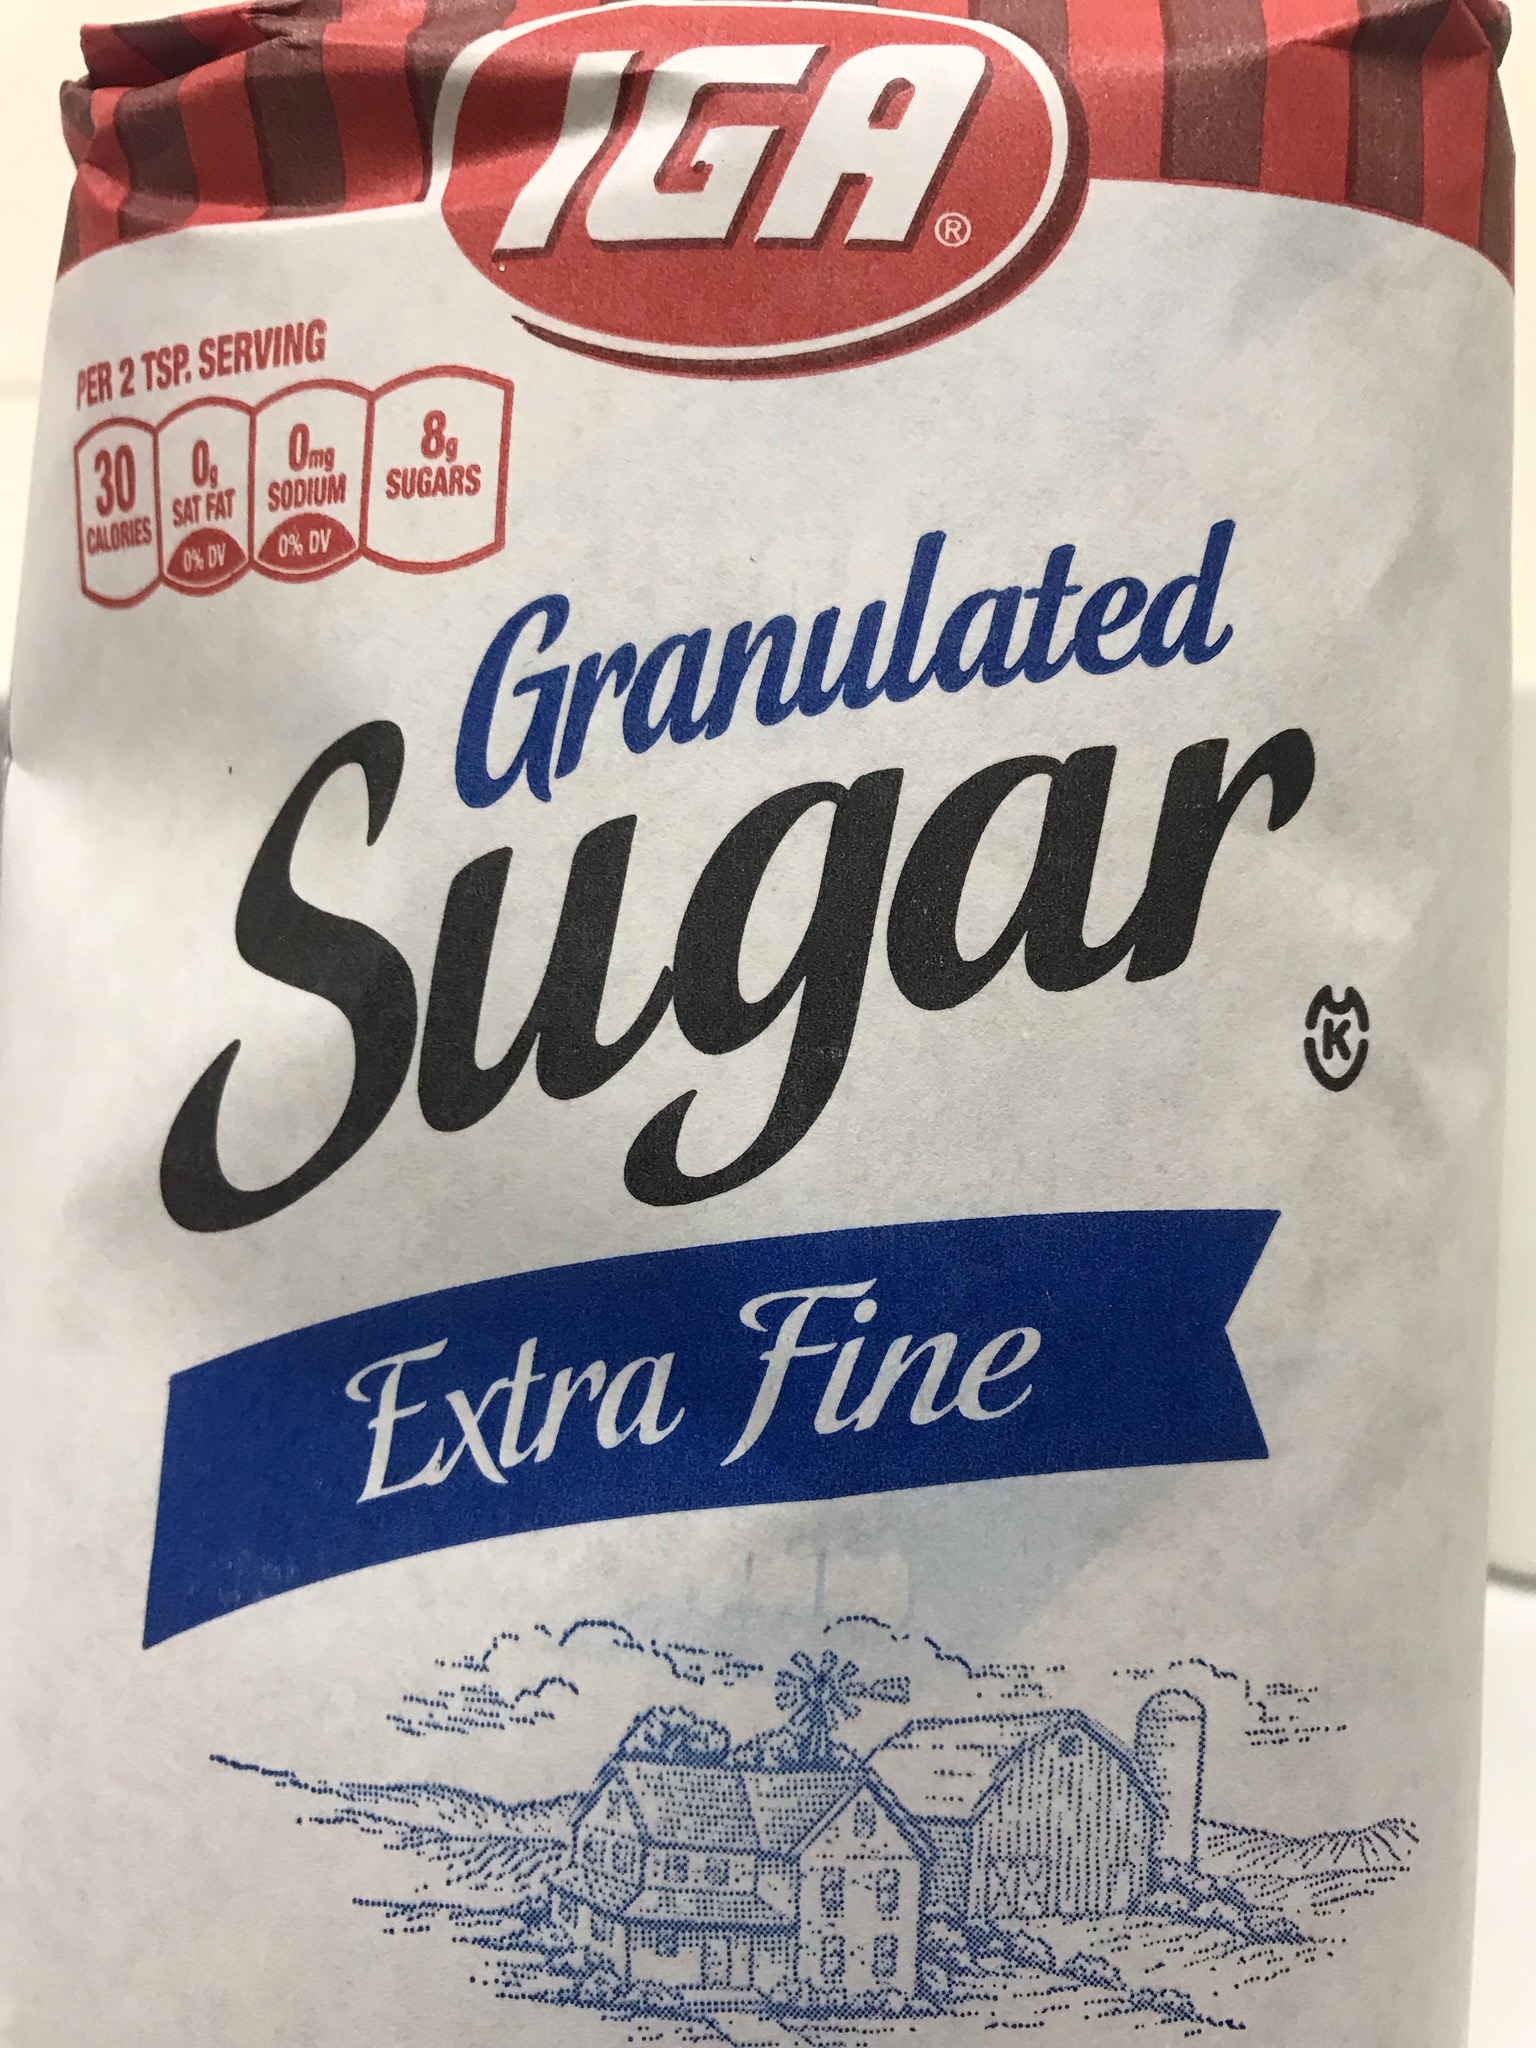 IGA®
PER 2 TSP. SERVING
30 CALORIES
0g SAT FAT 0% DV
0mg SODIUM 0% DV
8g SUGARS
Granulated
Sugar
K
Extra Fine